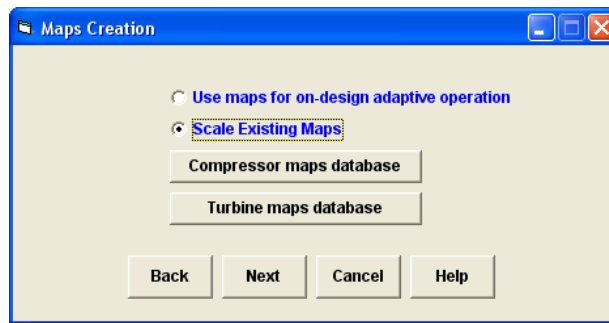 Maps Creation
Use maps for on-design adaptive operation
Scale Existing Maps
Compressor maps database
Turbine maps database
Back Next Cancel Help